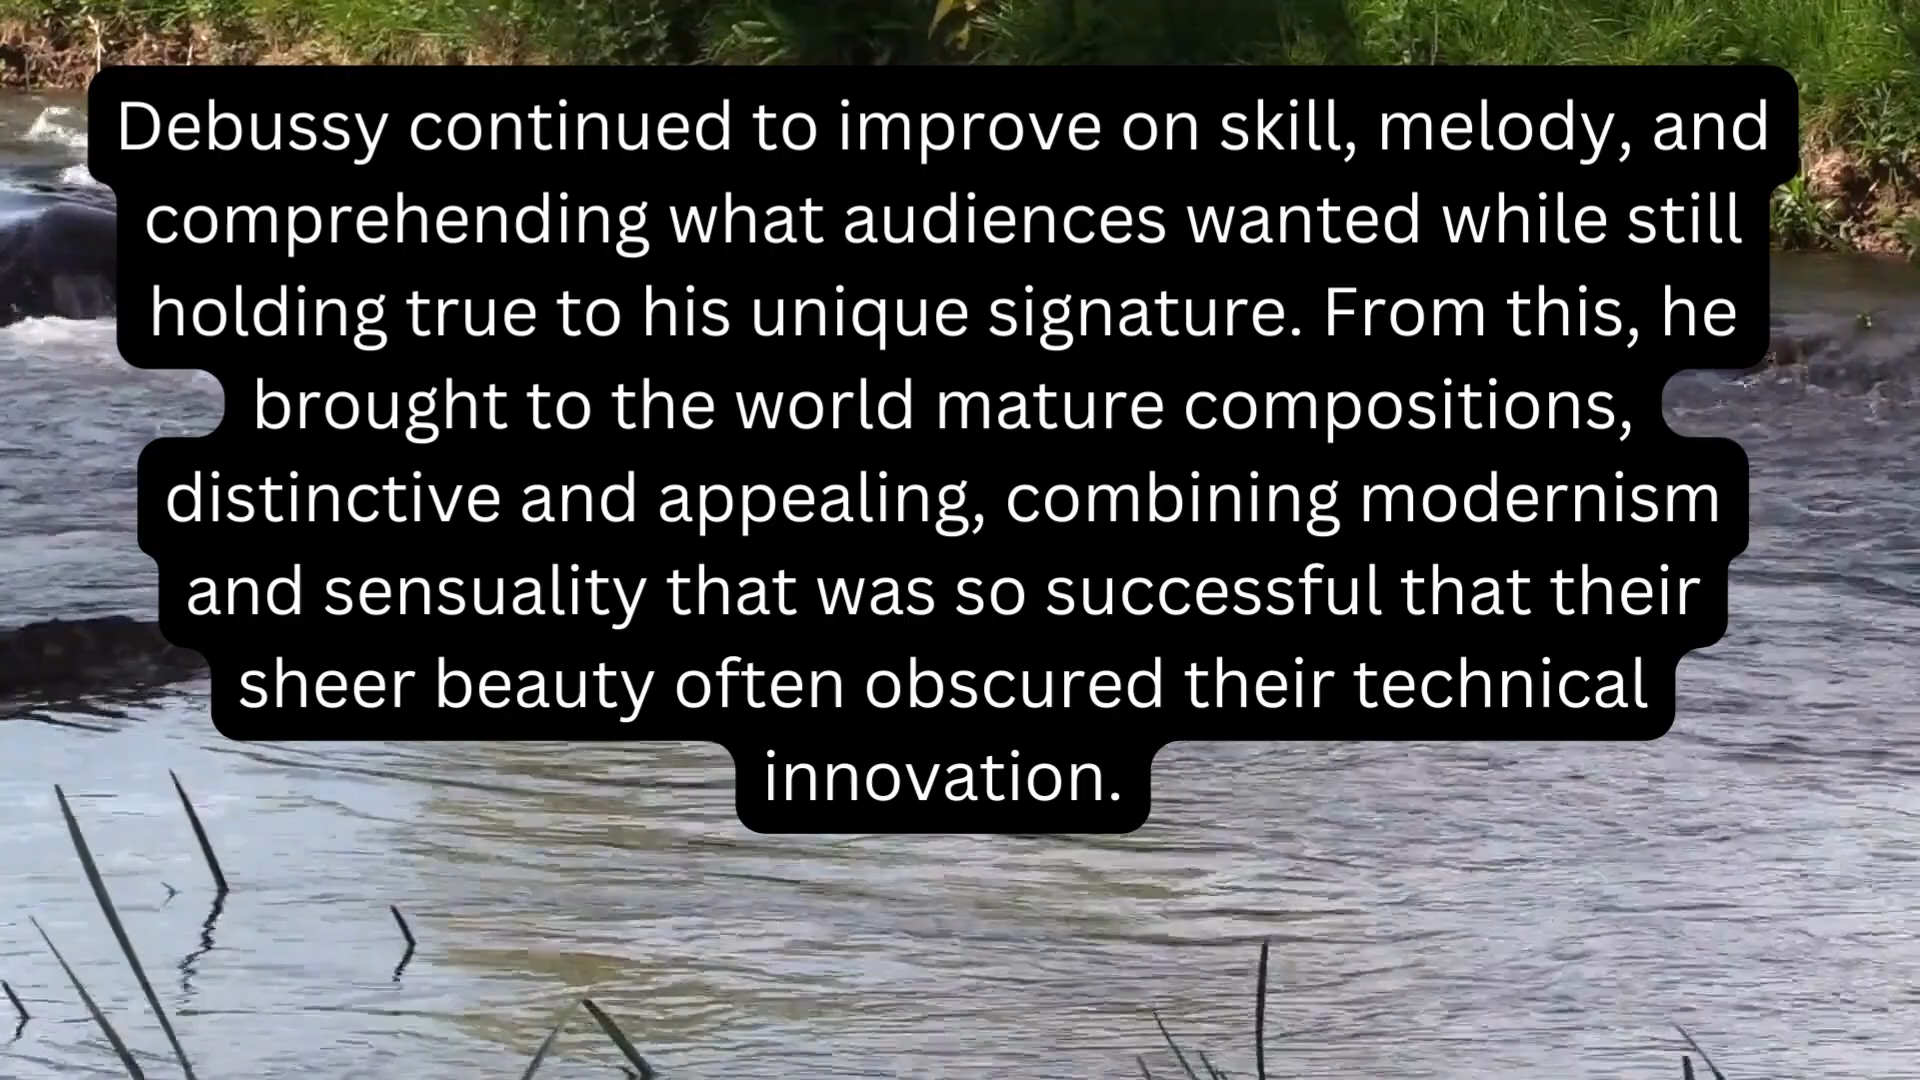 Debussy continued to improve on skill, melody, and
comprehending what audiences wanted while still
holding true to his unique signature. From this, he
brought to the world mature compositions,
distinctive and appealing, combining modernism
and sensuality that was so successful that their
sheer beauty often obscured their technical
innovation.